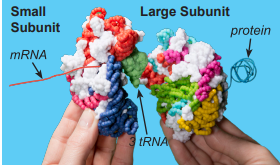 Small
Subunit
Large Subunit
mRNA
protein
3 tRNA